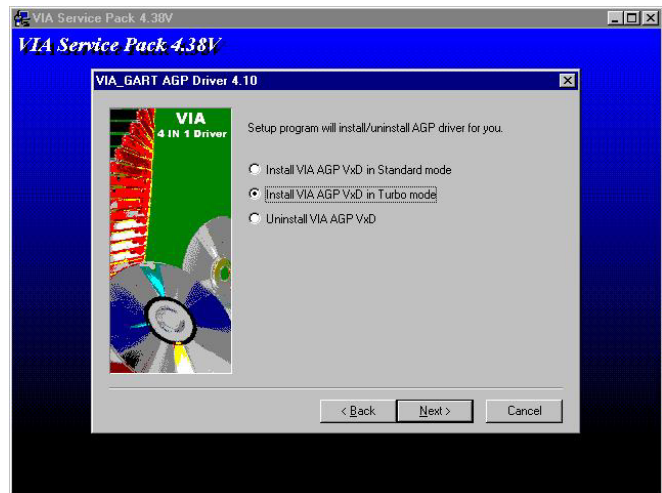 VIA Service Pack 4.38V
VIA Service Pack 4.38V
VIA_GART AGP Driver 4.10
VIA
4 IN 1 Driver
Setup program will install/uninstall AGP driver for you.
Install VIA AGP VxD in Standard mode
Install VIA AGP VxD in Turbo mode
Uninstall VIA AGP VxD
< Back
Next >
Cancel